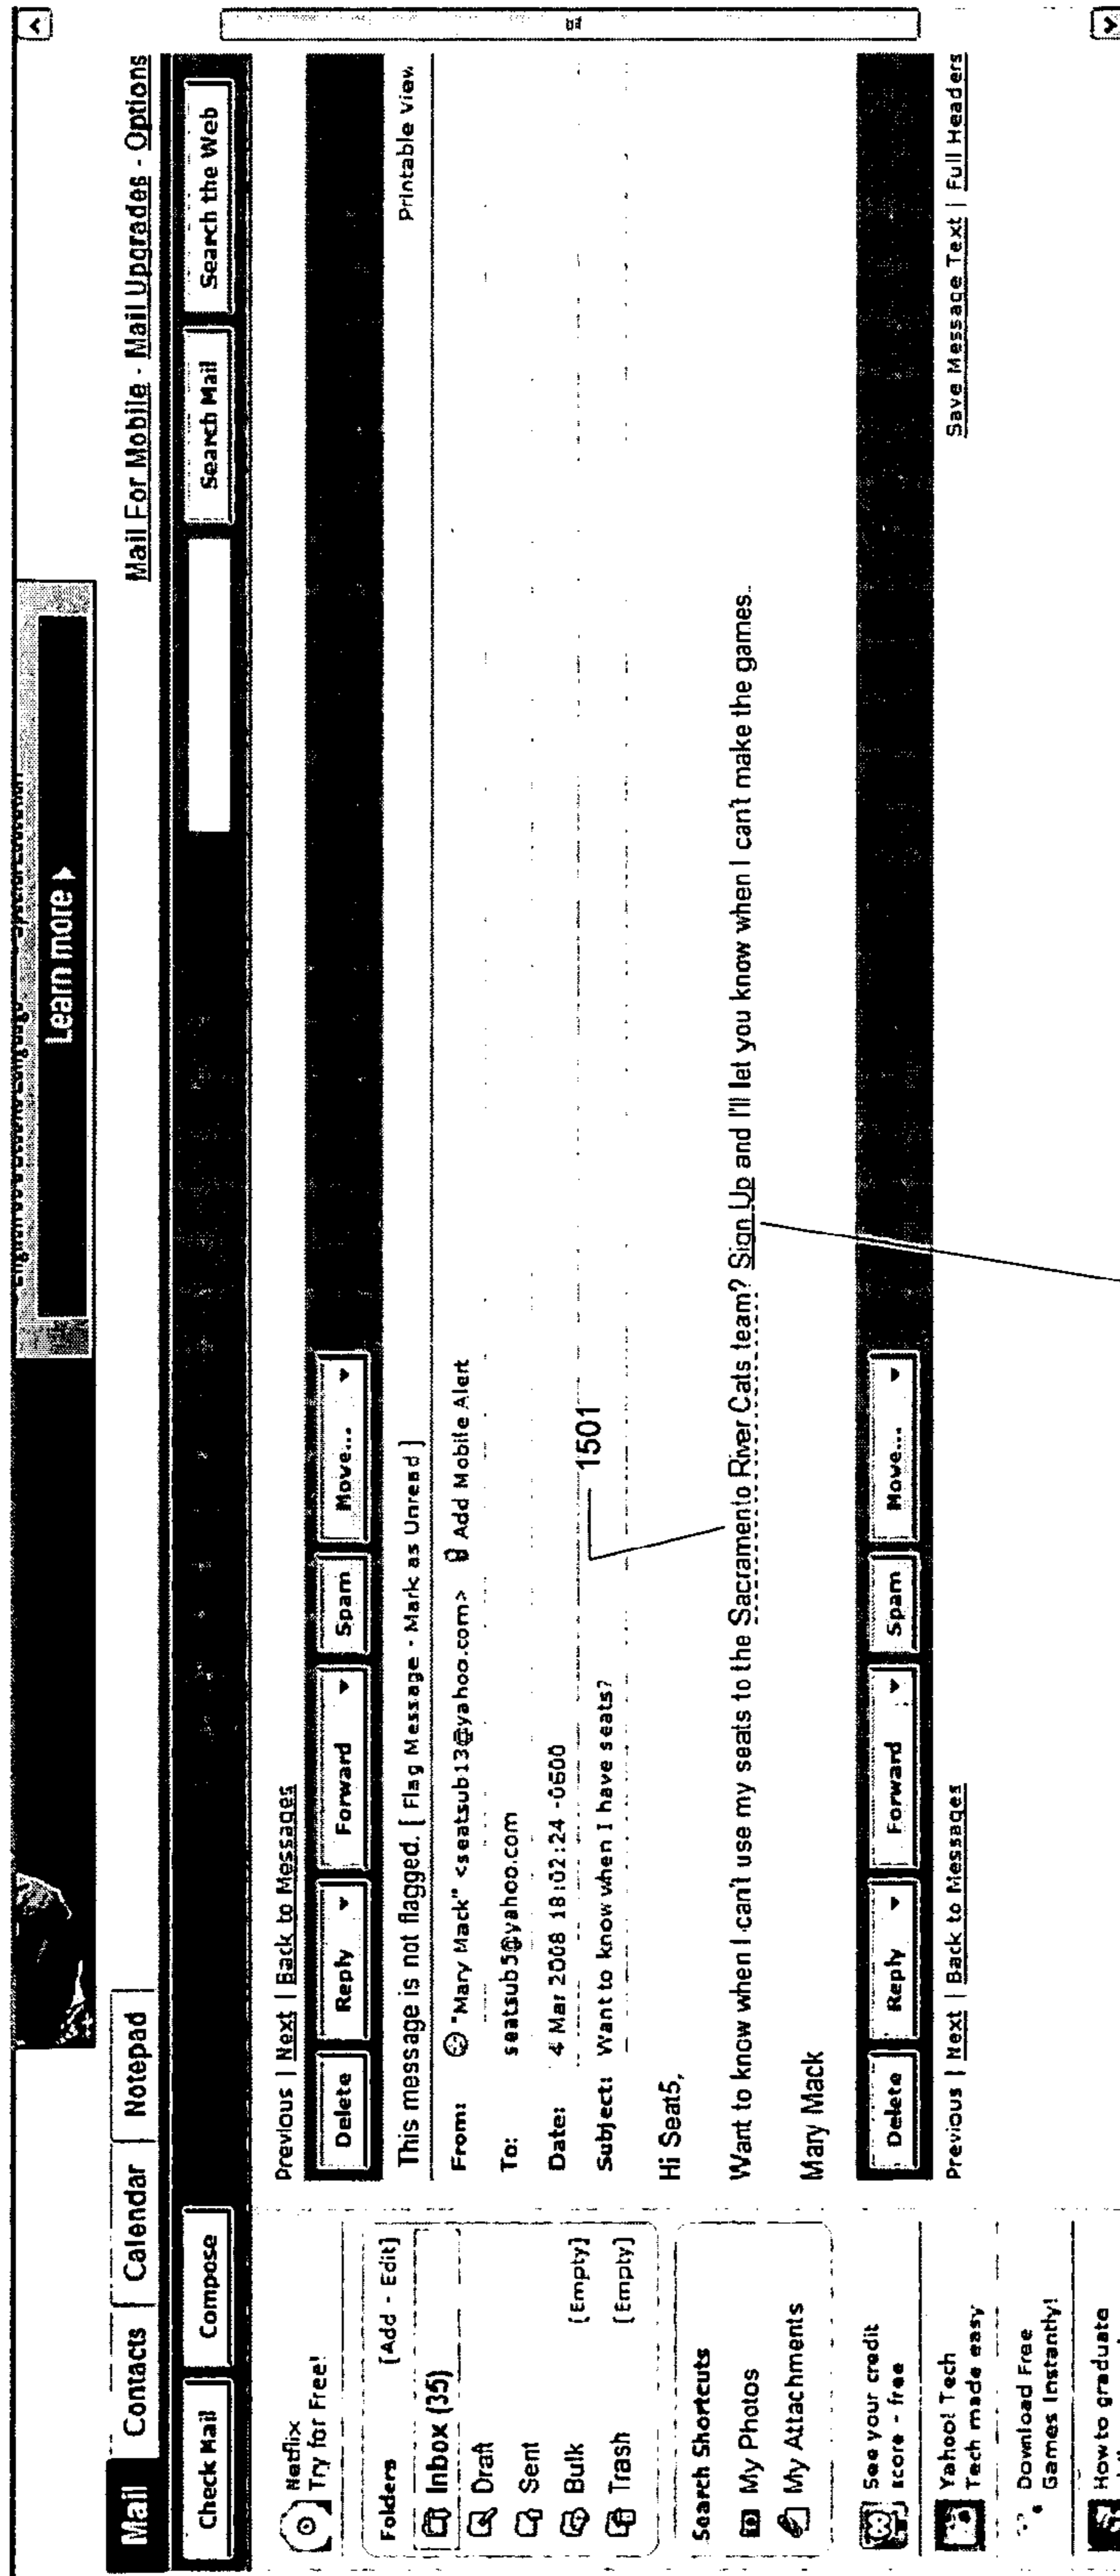 Learn more ▸
Mail For Mobile - Mail Upgrades - Options
Mail Contacts Calendar Notepad
Check Mail Compose Search Mail Search the Web
Netflix
Try for Free!
Folders [Add - Edit]
Inbox (35)
Draft
Sent
Bulk [Empty]
Trash [Empty]
Search Shortcuts
My Photos
My Attachments
See your credit
score - free
Yahoo! Tech
Tech made easy
Download Free
Games Instantly!
How to graduate
Previous | Next | Back to Messages
Delete Reply Forward Spam Move...
This message is not flagged. [ Flag Message - Mark as Unread ] Printable View
From: "Mary Mack" <seatsub13@yahoo.com> Add Mobile Alert
To: seatsub5@yahoo.com
Date: 4 Mar 2008 18:02:24 -0600
Subject: Want to know when I have seats?
1501
Hi Seat5,
Want to know when I can't use my seats to the Sacramento River Cats team? Sign Up and I'll let you know when I can't make the games..
Mary Mack
Delete Reply Forward Spam Move...
Previous | Next | Back to Messages Save Message Text | Full Headers